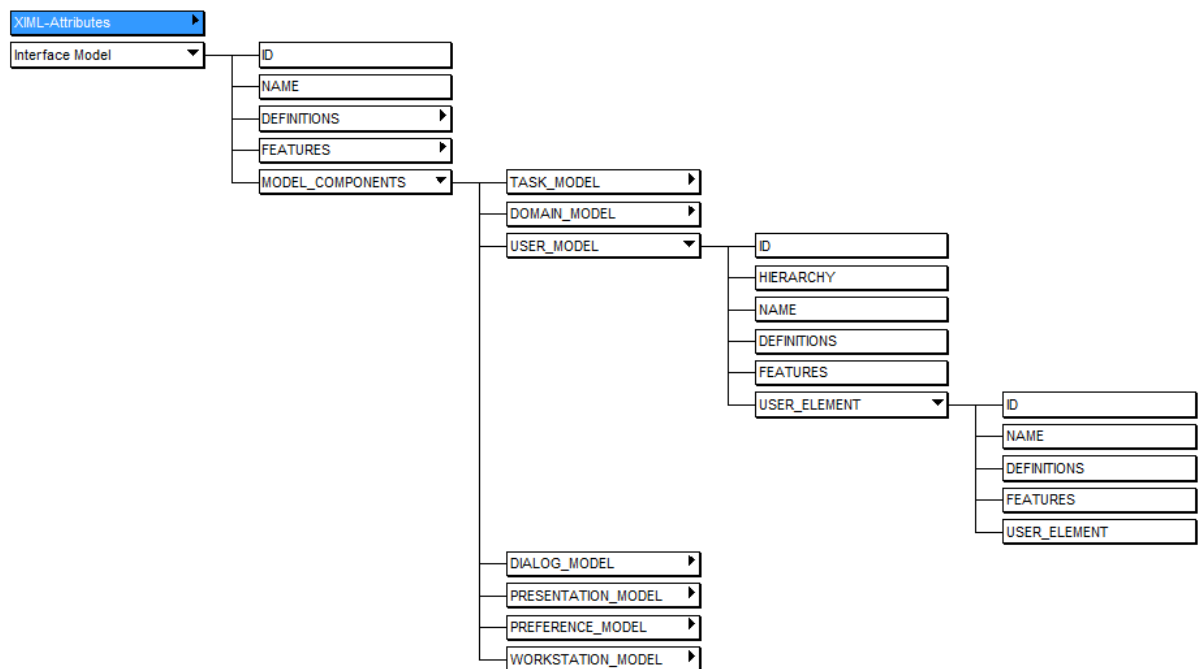 XIML-Attributes
Interface Model
ID
NAME
DEFINITIONS
FEATURES
MODEL_COMPONENTS
TASK_MODEL
DOMAIN_MODEL
USER_MODEL
ID
HIERARCHY
NAME
DEFINITIONS
FEATURES
USER_ELEMENT
ID
NAME
DEFINITIONS
FEATURES
USER_ELEMENT
DIALOG_MODEL
PRESENTATION_MODEL
PREFERENCE_MODEL
WORKSTATION_MODEL